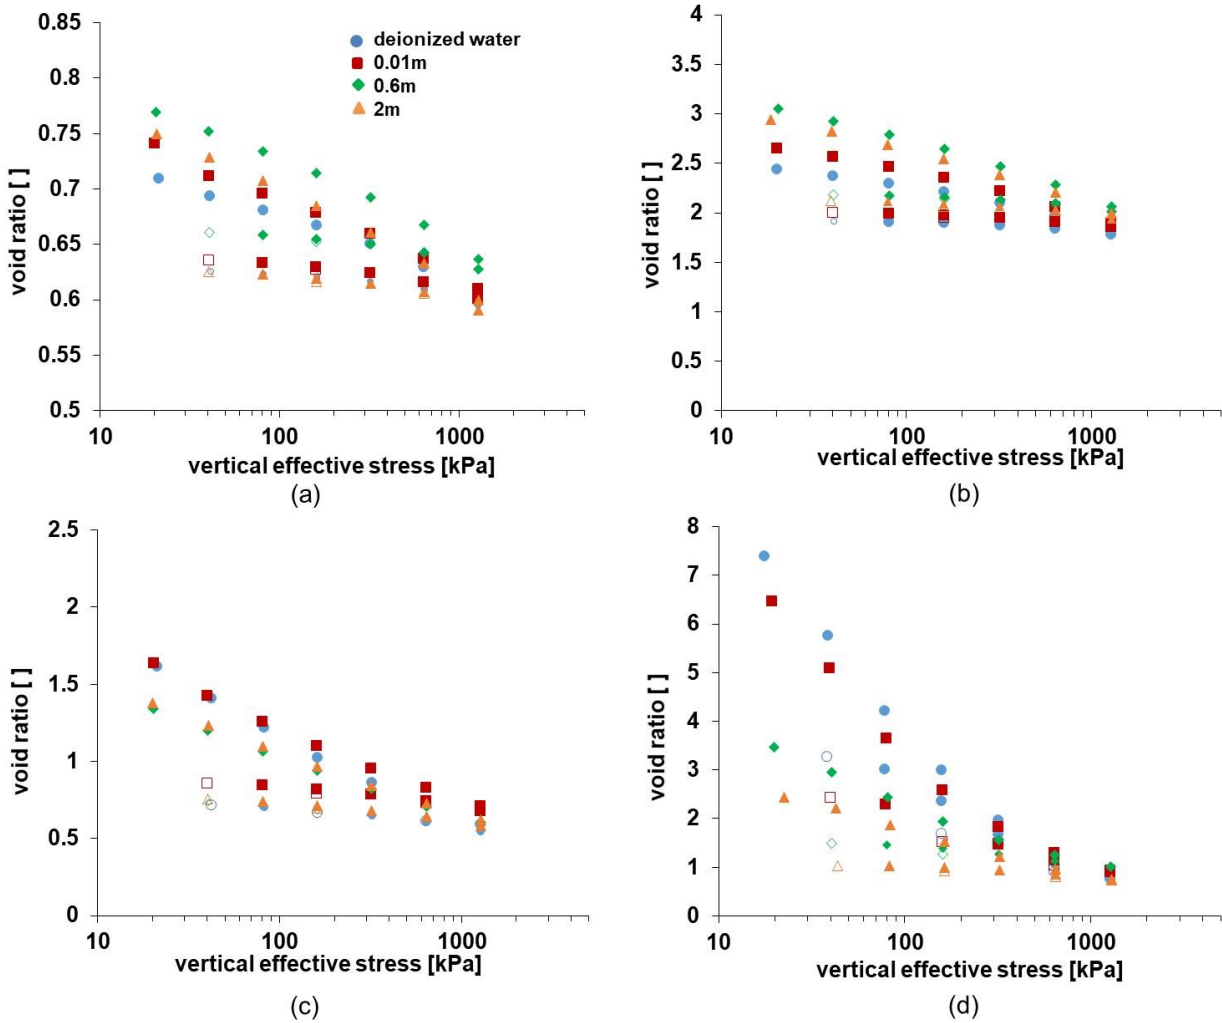 0.85
0.8
0.75
0.7
0.65
0.6
0.55
0.5
void ratio [ ]
10
100
1000
vertical effective stress [kPa]
deionized water
0.01m
0.6m
2m
(a)
4
3.5
3
2.5
2
1.5
1
0.5
0
void ratio [ ]
10
100
1000
vertical effective stress [kPa]
(b)
2.5
2
1.5
1
0.5
0
void ratio [ ]
10
100
1000
vertical effective stress [kPa]
(c)
8
7
6
5
4
3
2
1
0
void ratio [ ]
10
100
1000
vertical effective stress [kPa]
(d)